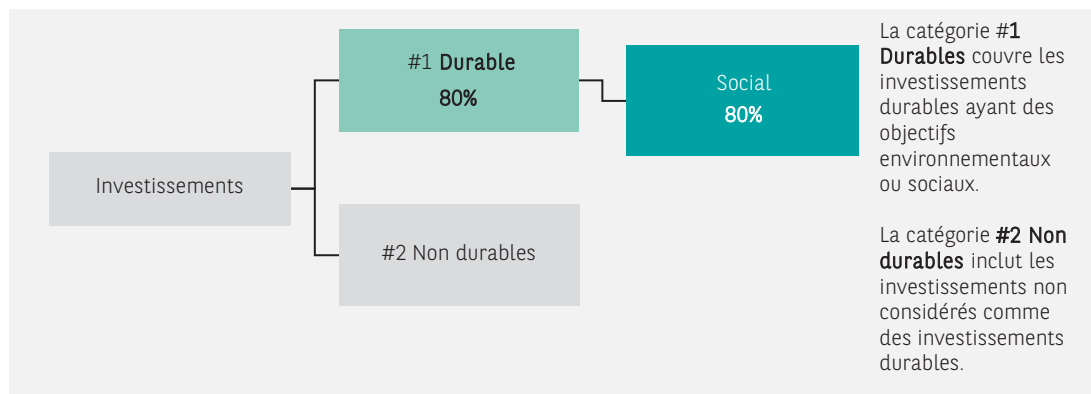 Investissements
#1 Durable
80%
Social
80%
#2 Non durables
La catégorie #1
Durables couvre les
investissements
durables ayant des
objectifs
environnementaux
ou sociaux.
La catégorie #2 Non
durables inclut les
investissements non
considérés comme
des investissements
durables.